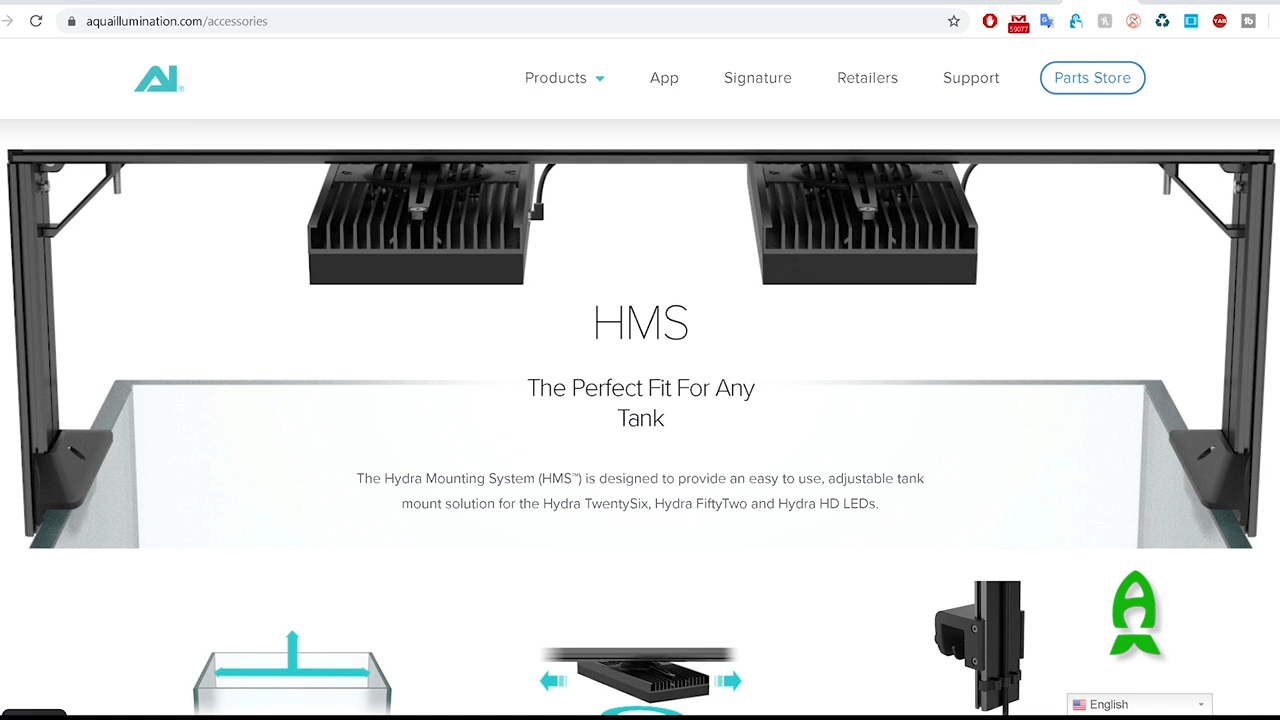 aquaillumination.com/accessories
59077
YAB
AI
Products
App
Signature
Retailers
Support
Parts Store
HMS
The Perfect Fit For Any
Tank
The Hydra Mounting System (HMS™) is designed to provide an easy to use, adjustable tank
mount solution for the Hydra TwentySix, Hydra FiftyTwo and Hydra HD LEDs.
English